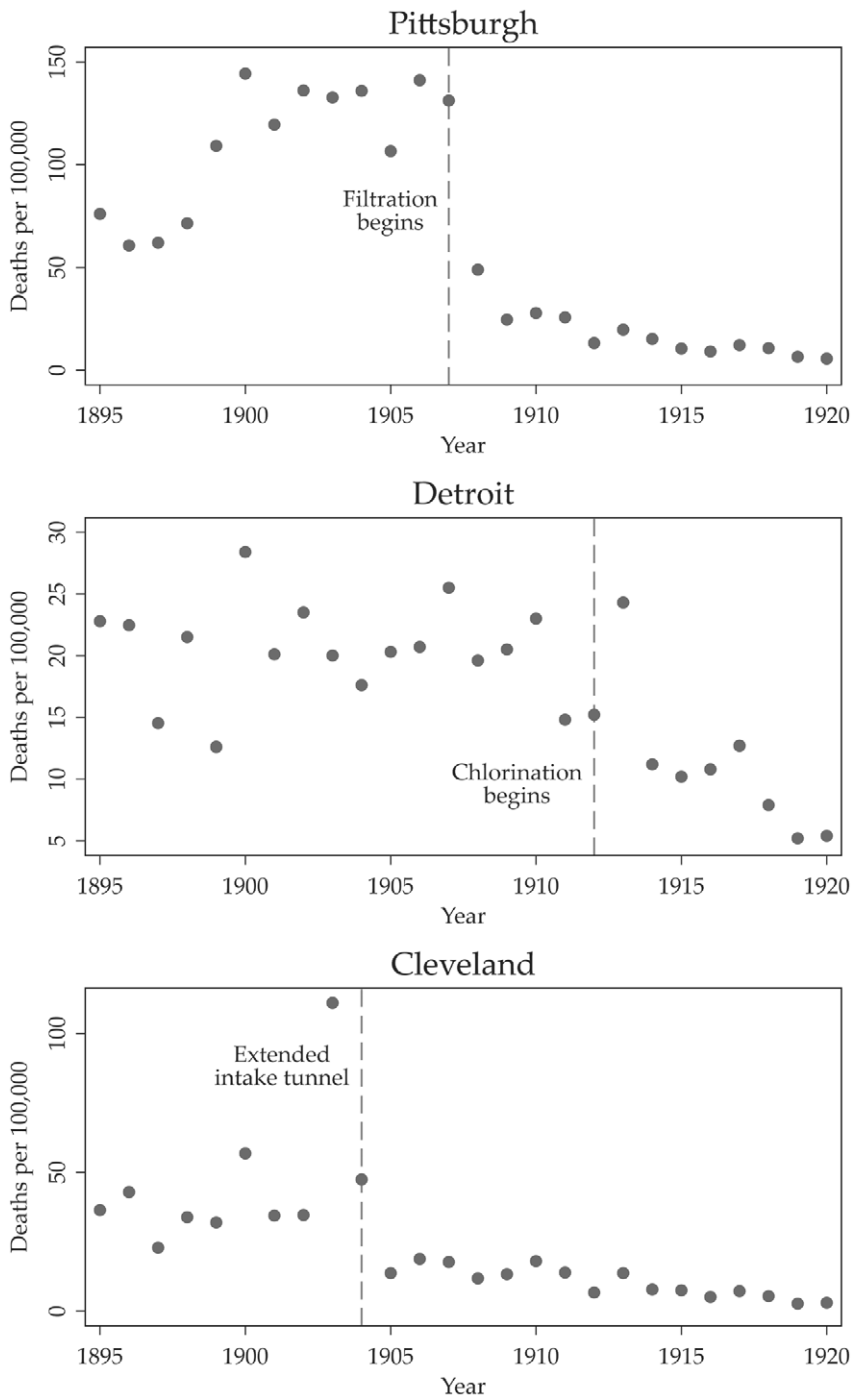 Pittsburgh
Deaths per 100,000
150
100
50
0
Filtration
begins
1895 1900 1905 1910 1915 1920
Year
Detroit
Deaths per 100,000
30
25
20
15
10
5
Chlorination
begins
1895 1900 1905 1910 1915 1920
Year
Cleveland
Deaths per 100,000
100
50
0
Extended
intake tunnel
1895 1900 1905 1910 1915 1920
Year